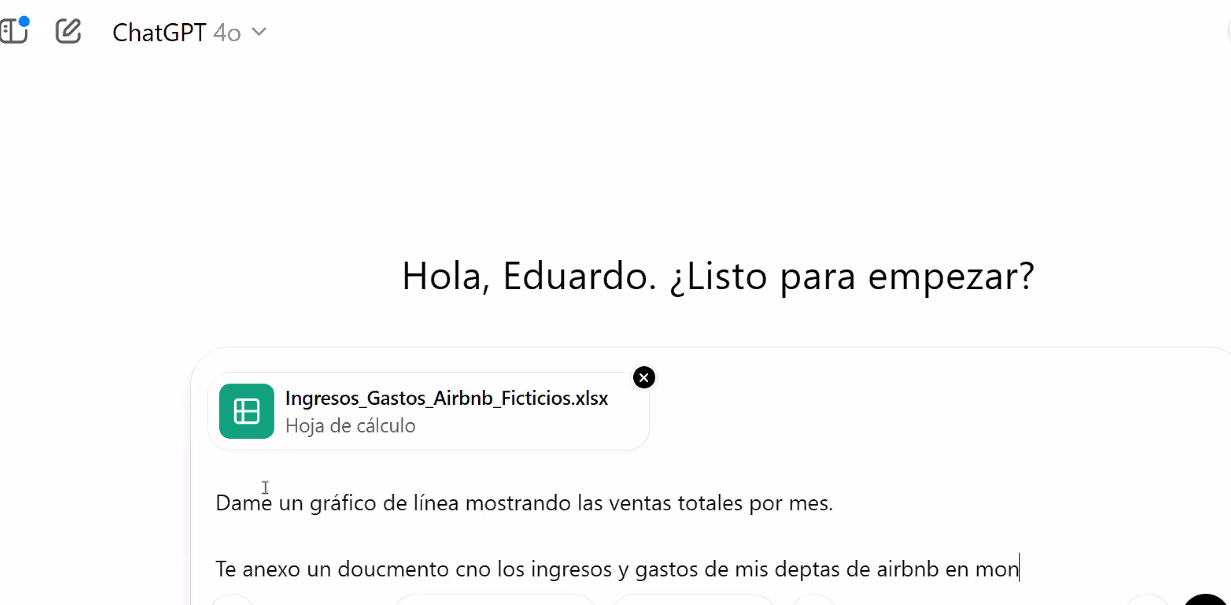 ChatGPT 4o
Hola, Eduardo. ¿Listo para empezar?
Ingresos_Gastos_Airbnb_Ficticios.xlsx
Hoja de cálculo
Dame un gráfico de línea mostrando las ventas totales por mes.
Te anexo un doucmento cno los ingresos y gastos de mis deptas de airbnb en mon